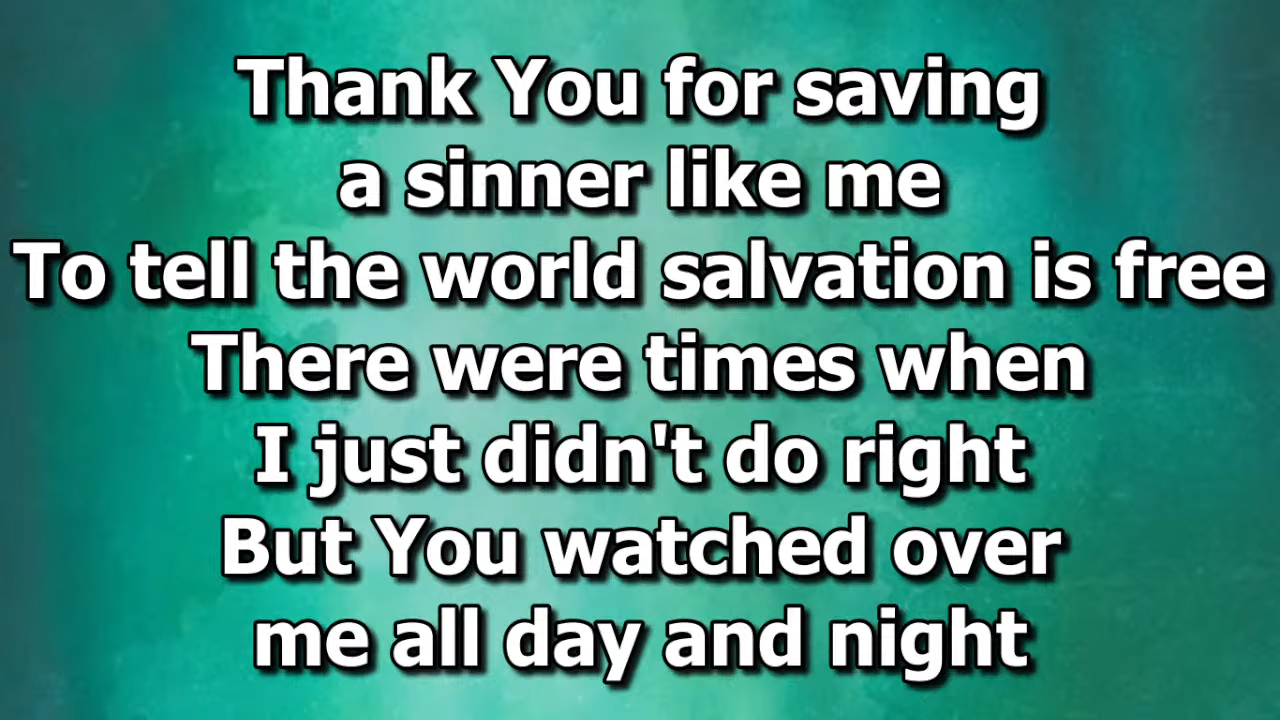 Thank You for saving
a sinner like me
To tell the world salvation is free
There were times when
I just didn't do right
But You watched over
me all day and night